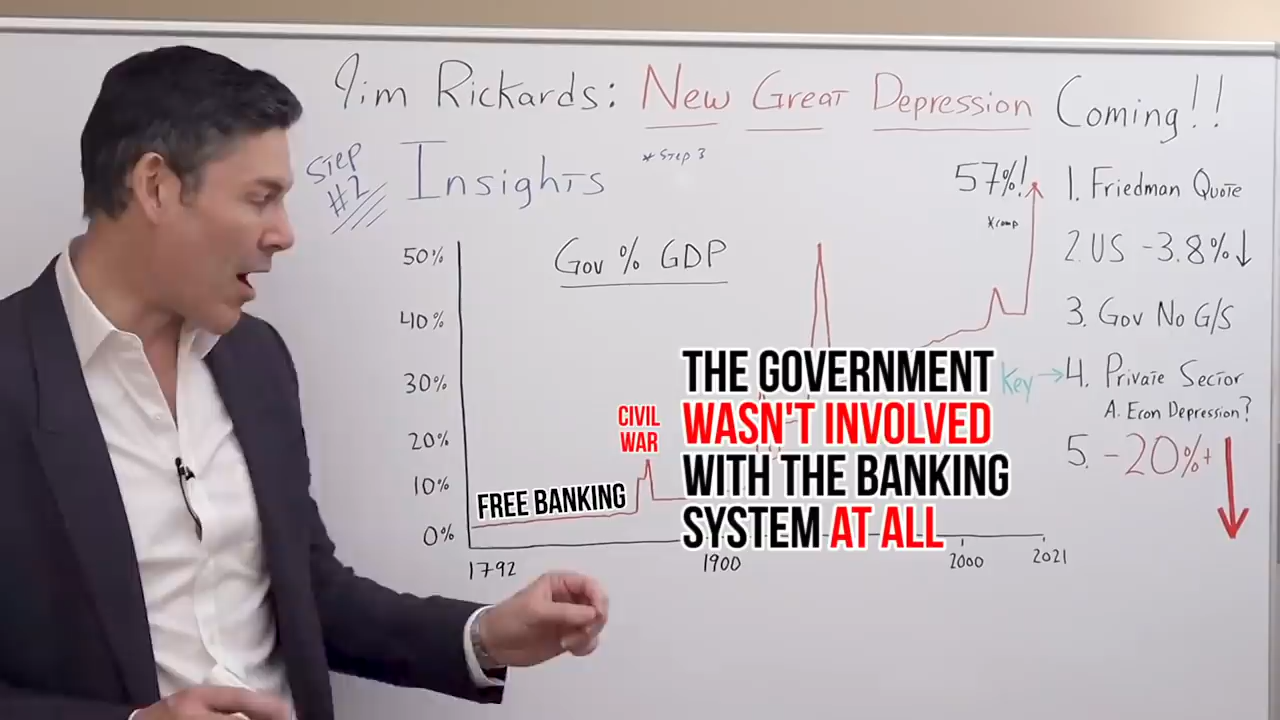 Jim Rickards: New Great Depression Coming!!
* Step 3
Step
#2
Insights
57%!
*comp
Gov % GDP
50%
40%
30%
20%
10%
0%
1792
1900
2000
2021
CIVIL
WAR
FREE BANKING
THE GOVERNMENT
WASN'T INVOLVED
WITH THE BANKING
SYSTEM AT ALL
1. Friedman Quote
2. US -3.8%↓
3. Gov No G/S
Key → 4. Private Sector
A. Econ Depression?
5. -20%+